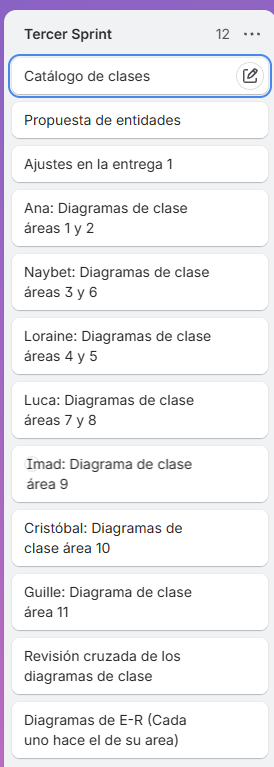 Tercer Sprint 12
Catálogo de clases
Propuesta de entidades
Ajustes en la entrega 1
Ana: Diagramas de clase
áreas 1 y 2
Naybet: Diagramas de clase
áreas 3 y 6
Loraine: Diagramas de clase
áreas 4 y 5
Luca: Diagramas de clase
áreas 7 y 8
Imad: Diagrama de clase
área 9
Cristóbal: Diagramas de
clase área 10
Guille: Diagrama de clase
área 11
Revisión cruzada de los
diagramas de clase
Diagramas de E-R (Cada
uno hace el de su area)